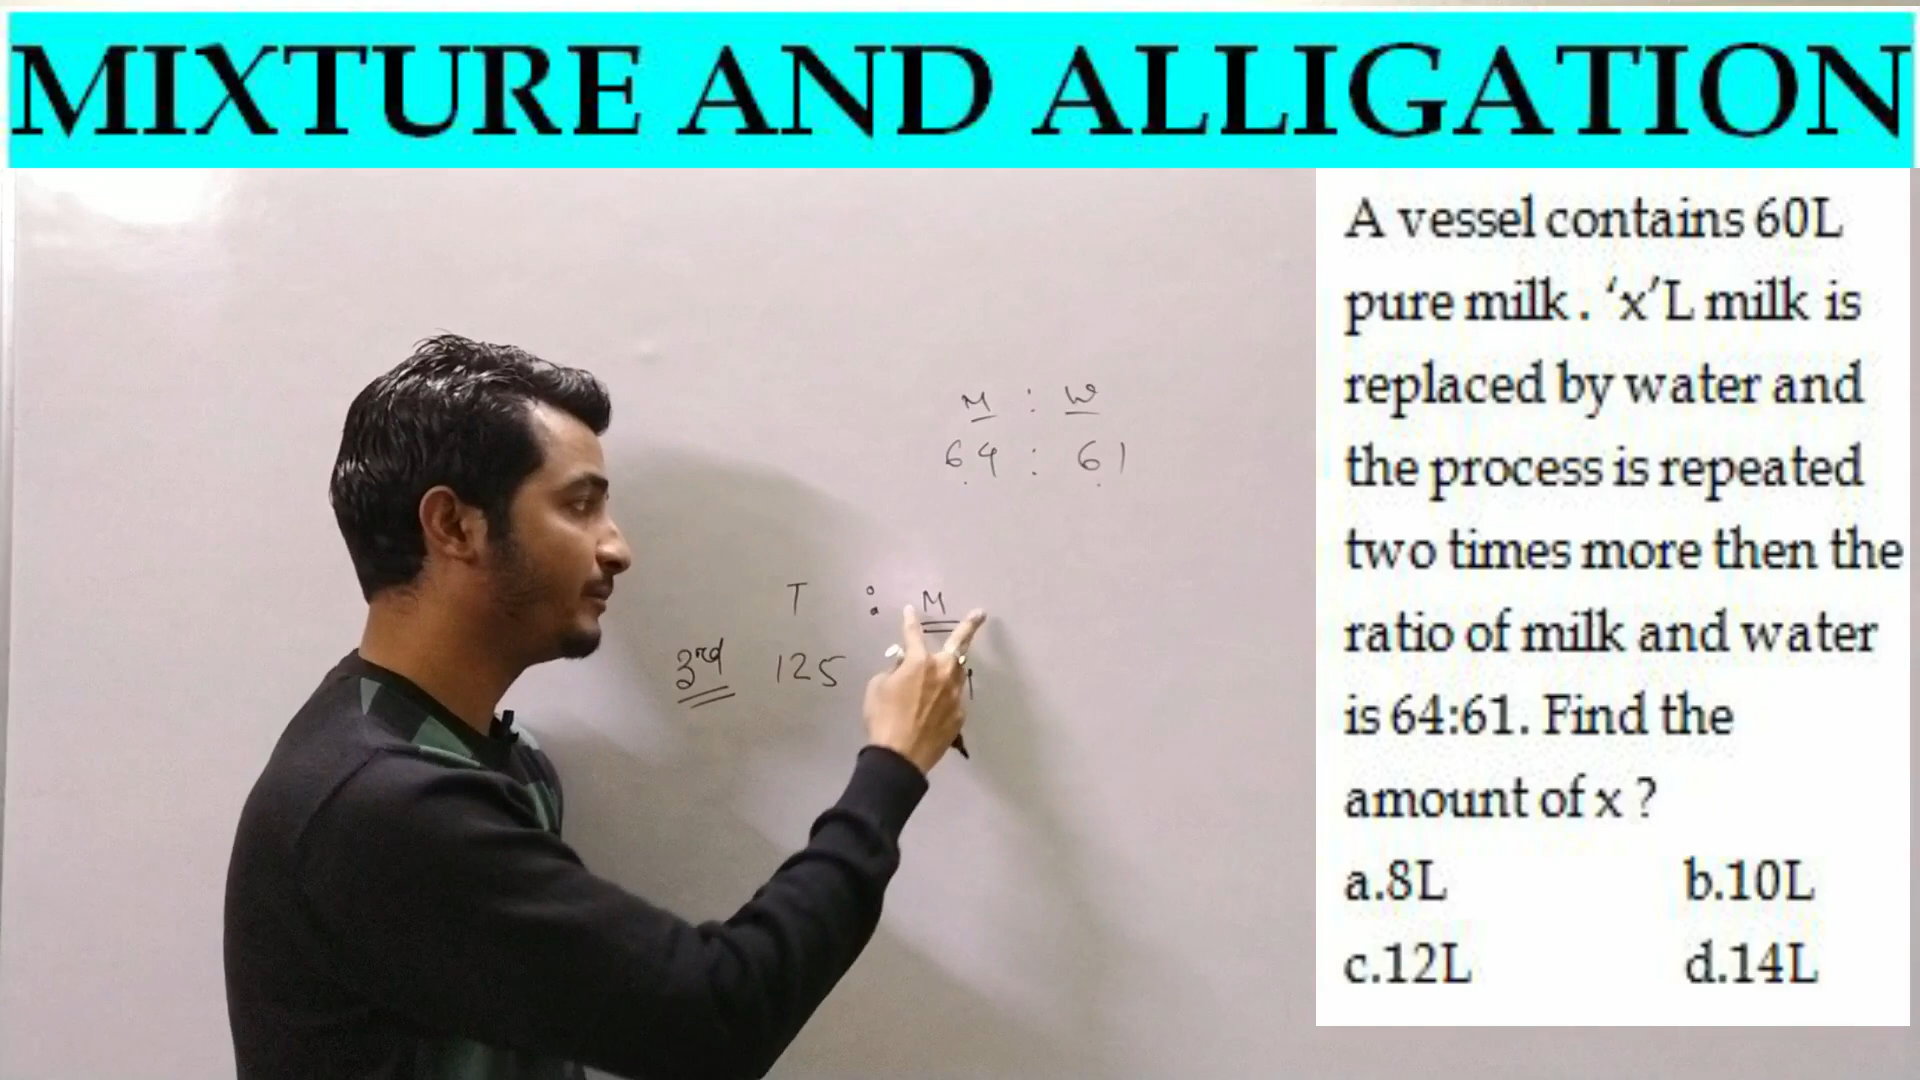 MIXTURE AND ALLIGATION
A vessel contains 60L
pure milk. ‘x’L milk is
replaced by water and
the process is repeated
two times more then the
ratio of milk and water
is 64:61. Find the
amount of x ?
a.8L b.10L
c.12L d.14L
M : W
64 : 61
T : M
3rd 125